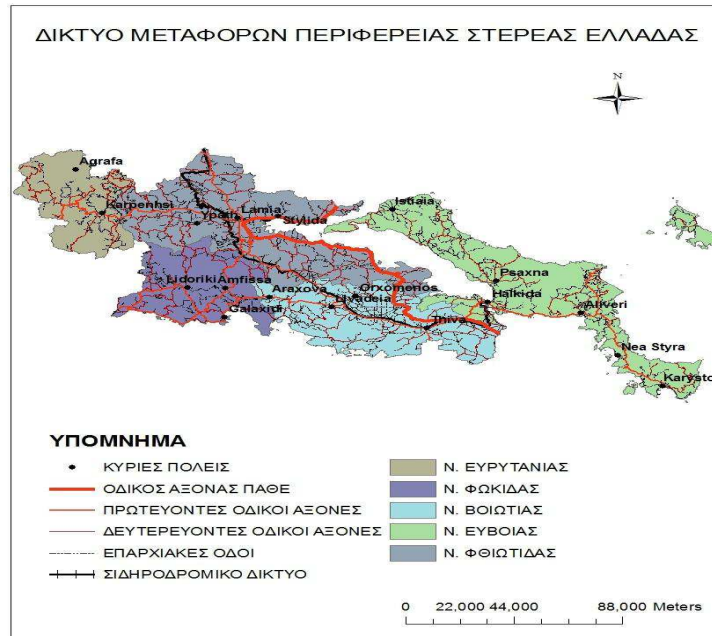 ΔΙΚΤΥΟ ΜΕΤΑΦΟΡΩΝ ΠΕΡΙΦΕΡΕΙΑΣ ΣΤΕΡΕΑΣ ΕΛΛΑΔΑΣ
N
Agrafa
Karpenhsi
Ypati
Lamia
Stylida
Istiaia
Psaxna
Halkida
Aliveri
Nea Styra
Karysto
Lidoriki
Amfissa
Galaxidi
Araxova
Livadeia
Orxomenos
Thiva
ΥΠΟΜΝΗΜΑ
ΚΥΡΙΕΣ ΠΟΛΕΙΣ
ΟΔΙΚΟΣ ΑΞΟΝΑΣ ΠΑΘΕ
ΠΡΩΤΕΥΟΝΤΕΣ ΟΔΙΚΟΙ ΑΞΟΝΕΣ
ΔΕΥΤΕΡΕΥΟΝΤΕΣ ΟΔΙΚΟΙ ΑΞΟΝΕΣ
ΕΠΑΡΧΙΑΚΕΣ ΟΔΟΙ
ΣΙΔΗΡΟΔΡΟΜΙΚΟ ΔΙΚΤΥΟ
Ν. ΕΥΡΥΤΑΝΙΑΣ
Ν. ΦΩΚΙΔΑΣ
Ν. ΒΟΙΩΤΙΑΣ
Ν. ΕΥΒΟΙΑΣ
Ν. ΦΘΙΩΤΙΔΑΣ
0 22,000 44,000 88,000 Meters